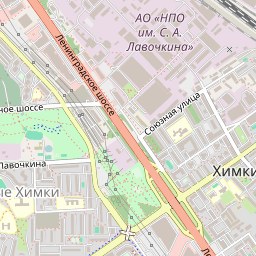 АО «НПО
им. С. А.
Лавочкина»
Ленинградское шоссе
ное шоссе
Союзная улица
Лавочкина
Химки
ые Химки
Л